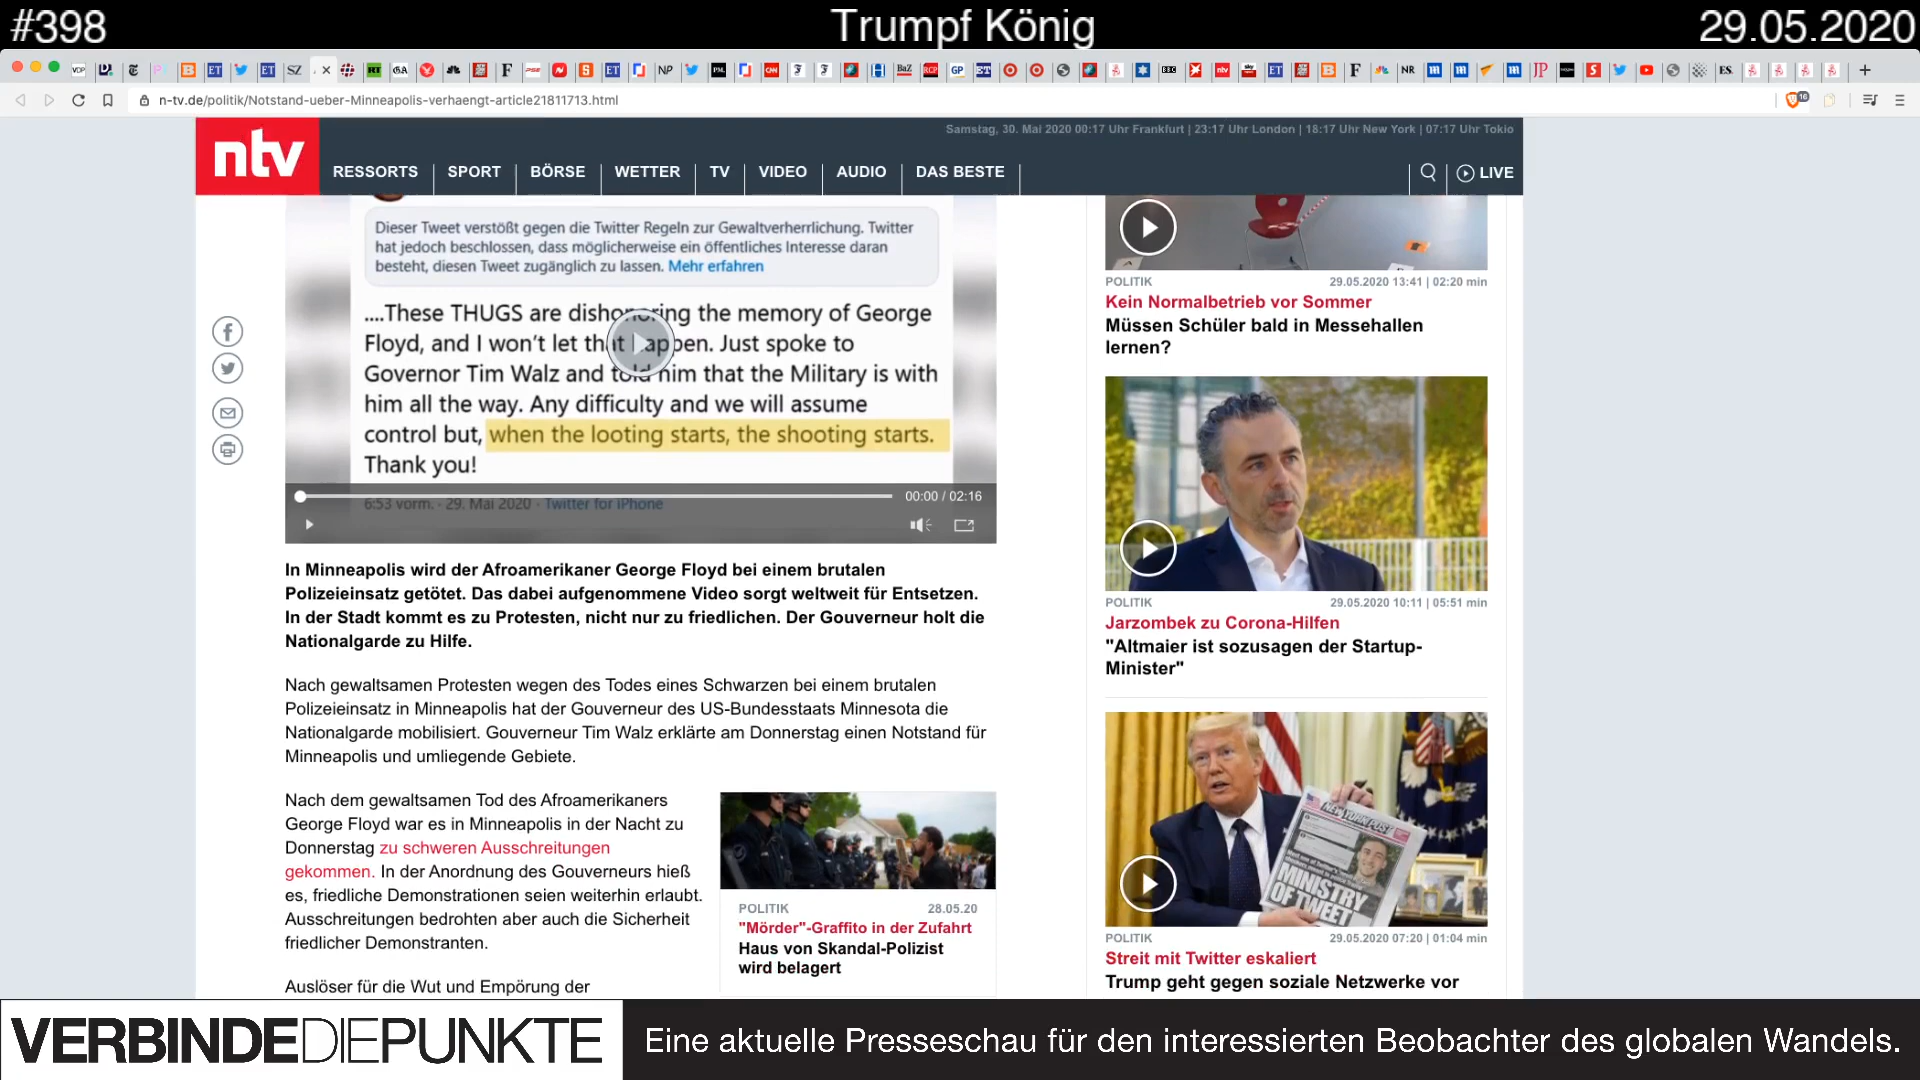 #398
Trumpf König
29.05.2020
n-tv.de/politik/Notstand-ueber-Minneapolis-verhaengt-article21811713.html
Samstag, 30. Mai 2020 00:17 Uhr Frankfurt | 23:17 Uhr London | 18:17 Uhr New York | 07:17 Uhr Tokio
ntv
RESSORTS
SPORT
BÖRSE
WETTER
TV
VIDEO
AUDIO
DAS BESTE
LIVE
Dieser Tweet verstößt gegen die Twitter Regeln zur Gewaltverherrlichung. Twitter
hat jedoch beschlossen, dass möglicherweise ein öffentliches Interesse daran
besteht, diesen Tweet zugänglich zu lassen. Mehr erfahren
....These THUGS are dishonoring the memory of George
Floyd, and I won't let that happen. Just spoke to
Governor Tim Walz and told him that the Military is with
him all the way. Any difficulty and we will assume
control but, when the looting starts, the shooting starts.
Thank you!
6:53 vorm. · 29. Mai 2020 · Twitter for iPhone
00:00 / 02:16
In Minneapolis wird der Afroamerikaner George Floyd bei einem brutalen
Polizeieinsatz getötet. Das dabei aufgenommene Video sorgt weltweit für Entsetzen.
In der Stadt kommt es zu Protesten, nicht nur zu friedlichen. Der Gouverneur holt die
Nationalgarde zu Hilfe.
Nach gewaltsamen Protesten wegen des Todes eines Schwarzen bei einem brutalen
Polizeieinsatz in Minneapolis hat der Gouverneur des US-Bundesstaats Minnesota die
Nationalgarde mobilisiert. Gouverneur Tim Walz erklärte am Donnerstag einen Notstand für
Minneapolis und umliegende Gebiete.
Nach dem gewaltsamen Tod des Afroamerikaners
George Floyd war es in Minneapolis in der Nacht zu
Donnerstag zu schweren Ausschreitungen
gekommen. In der Anordnung des Gouverneurs hieß
es, friedliche Demonstrationen seien weiterhin erlaubt.
Ausschreitungen bedrohten aber auch die Sicherheit
friedlicher Demonstranten.
Auslöser für die Wut und Empörung der
POLITIK 28.05.20
"Mörder"-Graffito in der Zufahrt
Haus von Skandal-Polizist
wird belagert
POLITIK 29.05.2020 13:41 | 02:20 min
Kein Normalbetrieb vor Sommer
Müssen Schüler bald in Messehallen
lernen?
POLITIK 29.05.2020 10:11 | 05:51 min
Jarzombek zu Corona-Hilfen
"Altmaier ist sozusagen der Startup-
Minister"
NEW YORK POST
MINISTRY
OF TWEET
POLITIK 29.05.2020 07:20 | 01:04 min
Streit mit Twitter eskaliert
Trump geht gegen soziale Netzwerke vor
VERBINDEDIEPUNKTE
Eine aktuelle Presseschau für den interessierten Beobachter des globalen Wandels.